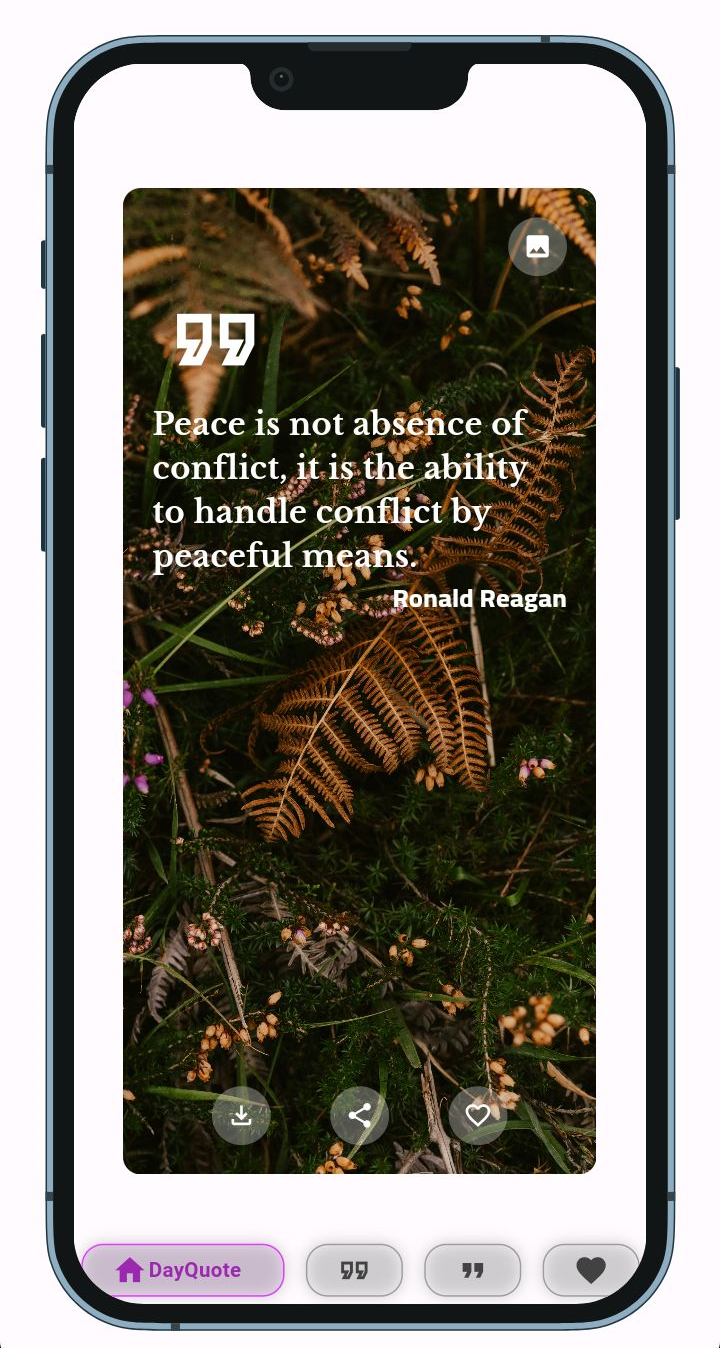 Peace is not absence of
conflict, it is the ability
to handle conflict by
peaceful means.
Ronald Reagan
DayQuote